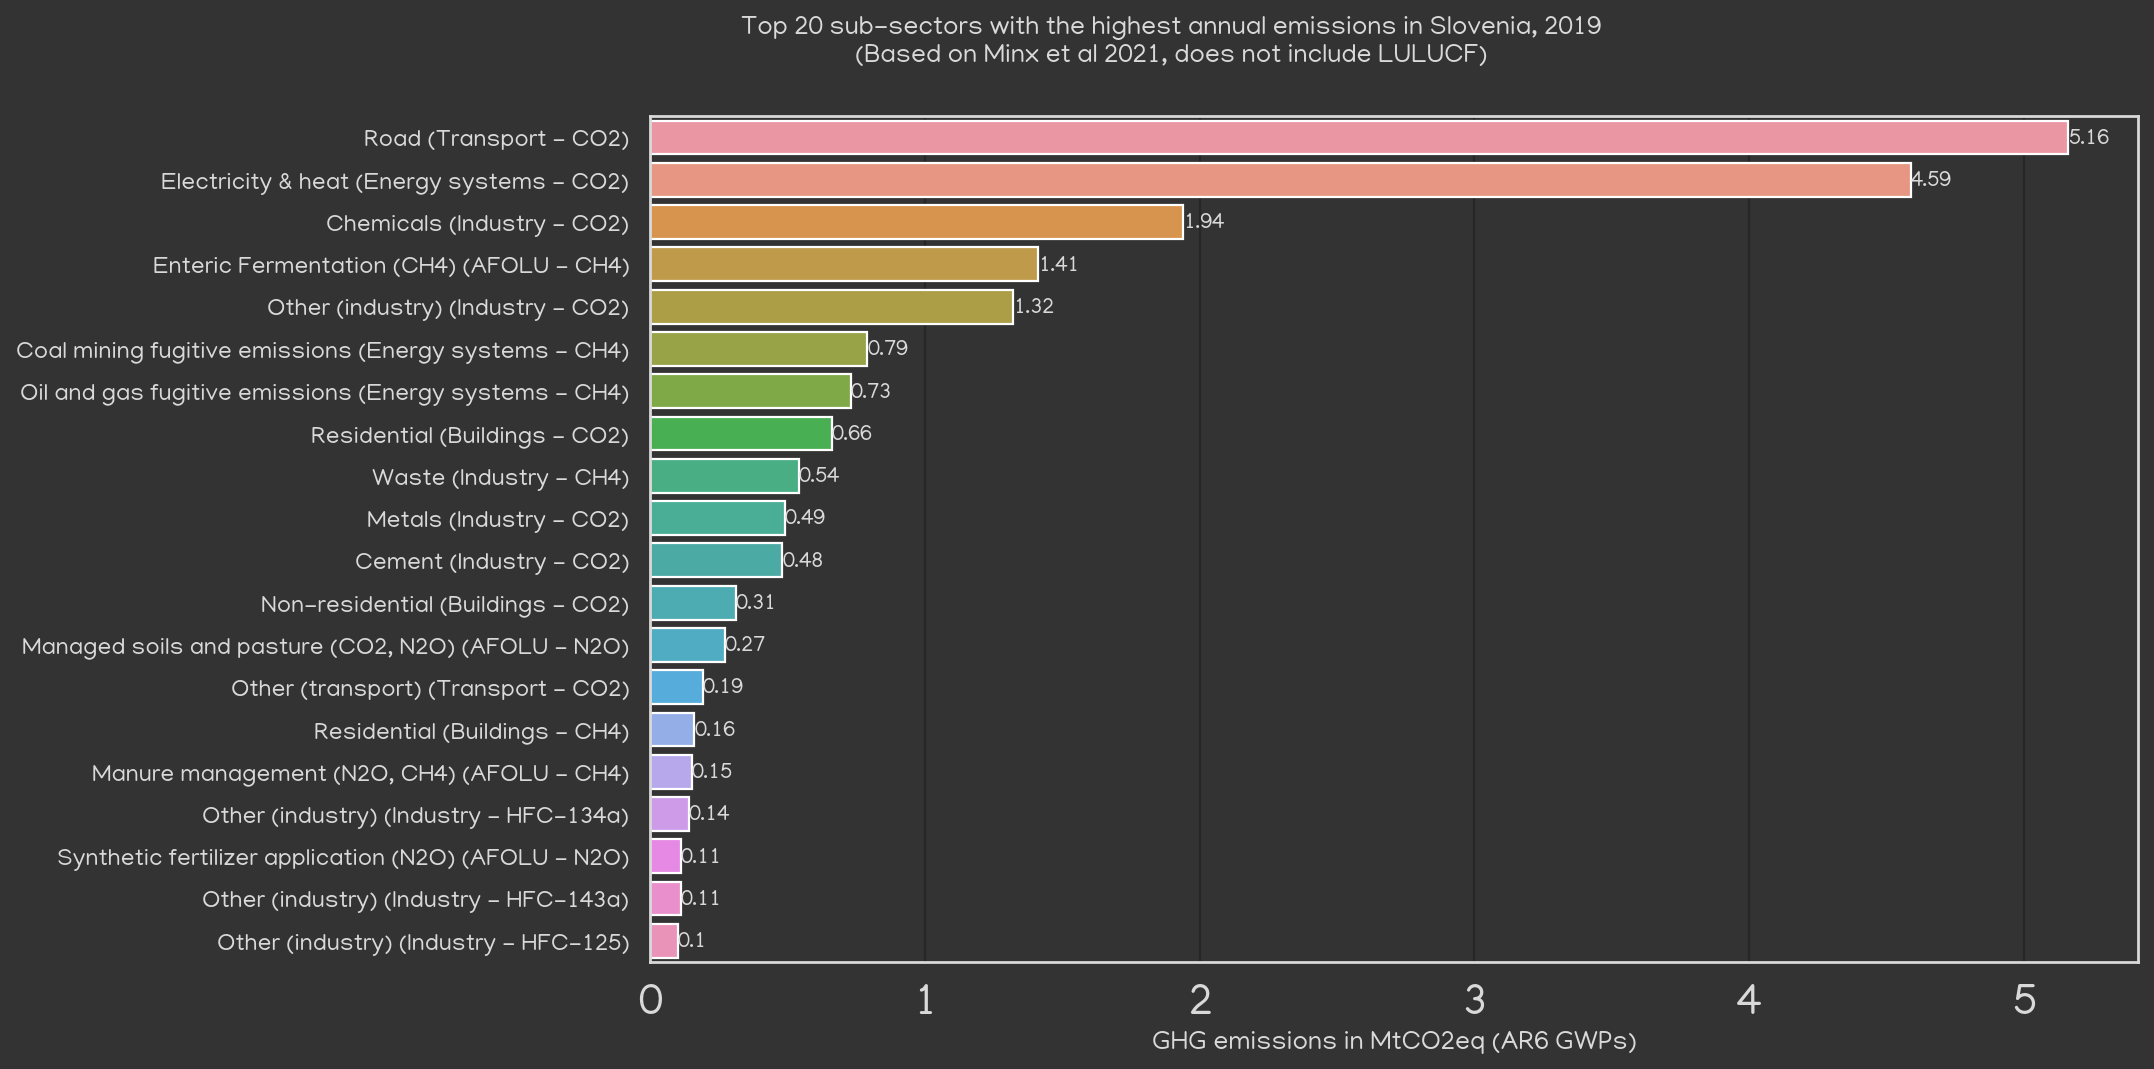 Top 20 sub-sectors with the highest annual emissions in Slovenia, 2019
(Based on Minx et al 2021, does not include LULUCF)
Road (Transport - CO2) 5.16
Electricity & heat (Energy systems - CO2) 4.59
Chemicals (Industry - CO2) 1.94
Enteric Fermentation (CH4) (AFOLU - CH4) 1.41
Other (industry) (Industry - CO2) 1.32
Coal mining fugitive emissions (Energy systems - CH4) 0.79
Oil and gas fugitive emissions (Energy systems - CH4) 0.73
Residential (Buildings - CO2) 0.66
Waste (Industry - CH4) 0.54
Metals (Industry - CO2) 0.49
Cement (Industry - CO2) 0.48
Non-residential (Buildings - CO2) 0.31
Managed soils and pasture (CO2, N2O) (AFOLU - N2O) 0.27
Other (transport) (Transport - CO2) 0.19
Residential (Buildings - CH4) 0.16
Manure management (N2O, CH4) (AFOLU - CH4) 0.15
Other (industry) (Industry - HFC-134a) 0.14
Synthetic fertilizer application (N2O) (AFOLU - N2O) 0.11
Other (industry) (Industry - HFC-143a) 0.11
Other (industry) (Industry - HFC-125) 0.1
0 1 2 3 4 5
GHG emissions in MtCO2eq (AR6 GWPs)